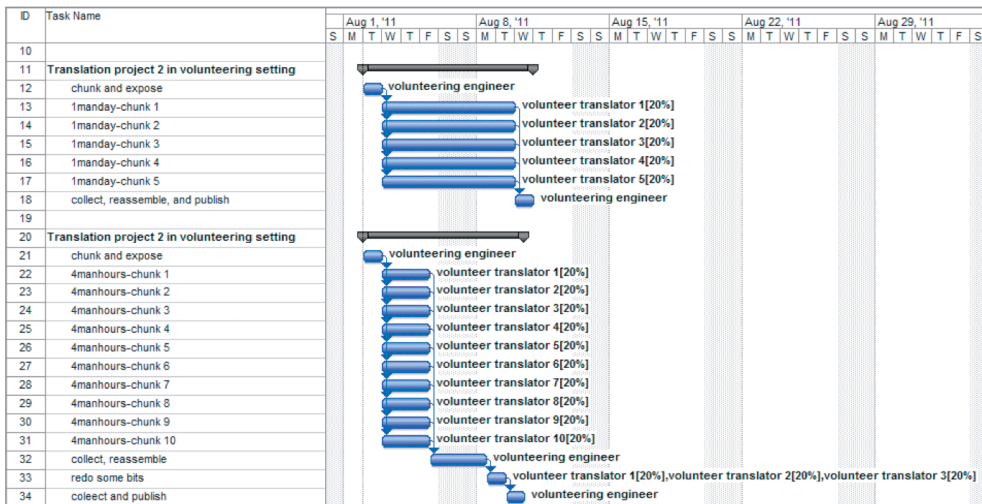 ID Task Name Aug 1, '11 Aug 8, '11 Aug 15, '11 Aug 22, '11 Aug 29, '11
S M T W T F S S M T W T F S S M T W T F S S M T W T F S S M T W T F S
10
11 Translation project 2 in volunteering setting
12 chunk and expose volunteering engineer
13 1manday-chunk 1 volunteer translator 1[20%]
14 1manday-chunk 2 volunteer translator 2[20%]
15 1manday-chunk 3 volunteer translator 3[20%]
16 1manday-chunk 4 volunteer translator 4[20%]
17 1manday-chunk 5 volunteer translator 5[20%]
18 collect, reassemble, and publish volunteering engineer
19
20 Translation project 2 in volunteering setting
21 chunk and expose volunteering engineer
22 4manhours-chunk 1 volunteer translator 1[20%]
23 4manhours-chunk 2 volunteer translator 2[20%]
24 4manhours-chunk 3 volunteer translator 3[20%]
25 4manhours-chunk 4 volunteer translator 4[20%]
26 4manhours-chunk 5 volunteer translator 5[20%]
27 4manhours-chunk 6 volunteer translator 6[20%]
28 4manhours-chunk 7 volunteer translator 7[20%]
29 4manhours-chunk 8 volunteer translator 8[20%]
30 4manhours-chunk 9 volunteer translator 9[20%]
31 4manhours-chunk 10 volunteer translator 10[20%]
32 collect, reassemble volunteering engineer
33 redo some bits volunteer translator 1[20%],volunteer translator 2[20%],volunteer translator 3[20%]
34 coleect and publish volunteering engineer